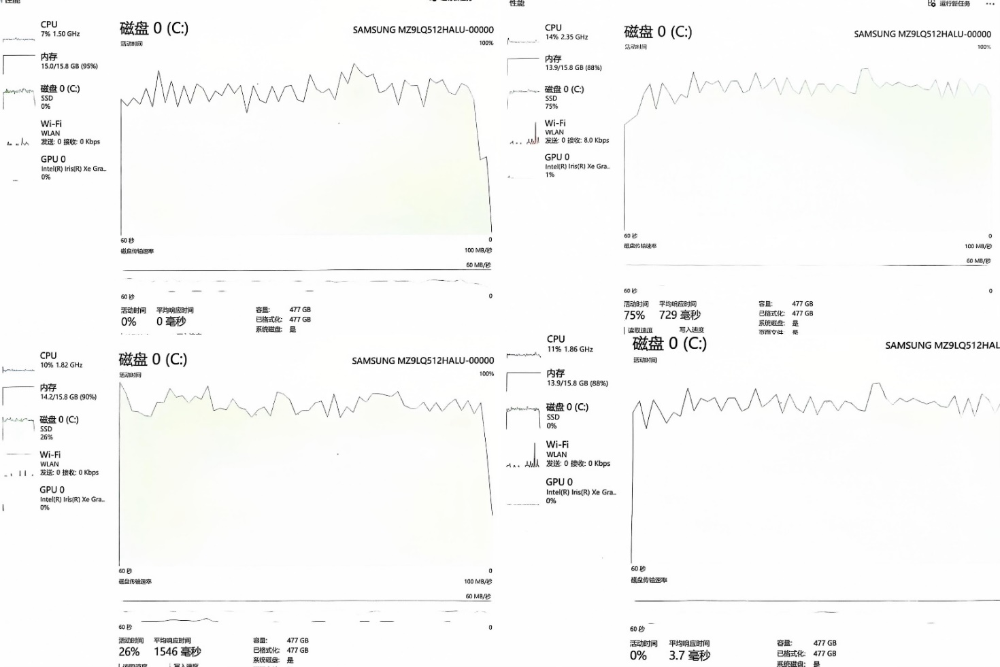 性能
CPU
7% 1.50 GHz
内存
15.0/15.8 GB (95%)
磁盘 0 (C:)
SSD
0%
Wi-Fi
WLAN
发送: 0 接收: 0 Kbps
GPU 0
Intel(R) Iris(R) Xe Gra...
0%
磁盘 0 (C:)
SAMSUNG MZ9LQ512HALU-00000
活动时间
100%
60 秒
0
磁盘传输速率
100 MB/秒
60 MB/秒
60 秒
0
活动时间
平均响应时间
0%
0 毫秒
容量:
477 GB
已格式化:
477 GB
系统磁盘:
是
性能
运行新任务
...
CPU
14% 2.35 GHz
内存
13.9/15.8 GB (88%)
磁盘 0 (C:)
SSD
75%
Wi-Fi
WLAN
发送: 0 接收: 8.0 Kbps
GPU 0
Intel(R) Iris(R) Xe Gra...
1%
磁盘 0 (C:)
SAMSUNG MZ9LQ512HALU-00000
活动时间
100%
60 秒
0
磁盘传输速率
100 MB/秒
60 MB/秒
60 秒
0
活动时间
平均响应时间
75%
729 毫秒
读取速度
写入速度
容量:
477 GB
已格式化:
477 GB
系统磁盘:
是
页面文件:
是
CPU
10% 1.82 GHz
内存
14.2/15.8 GB (90%)
磁盘 0 (C:)
SSD
26%
Wi-Fi
WLAN
发送: 0 接收: 0 Kbps
GPU 0
Intel(R) Iris(R) Xe Gra...
0%
磁盘 0 (C:)
SAMSUNG MZ9LQ512HALU-00000
活动时间
100%
60 秒
0
磁盘传输速率
100 MB/秒
60 MB/秒
60 秒
0
活动时间
平均响应时间
26%
1546 毫秒
读取速度
写入速度
容量:
477 GB
已格式化:
477 GB
系统磁盘:
是
CPU
11% 1.86 GHz
内存
13.9/15.8 GB (88%)
磁盘 0 (C:)
SSD
0%
Wi-Fi
WLAN
发送: 0 接收: 0 Kbps
GPU 0
Intel(R) Iris(R) Xe Gra...
0%
磁盘 0 (C:)
SAMSUNG MZ9LQ512HAL
活动时间
60 秒
磁盘传输速率
60 秒
活动时间
平均响应时间
0%
3.7 毫秒
容量:
477 GB
已格式化:
477 GB
系统磁盘:
是